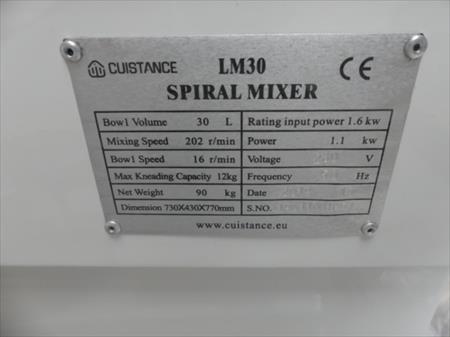 CUISTANCE LM30 CE
SPIRAL MIXER
Bowl Volume 30 L Rating input power 1.6 kw
Mixing Speed 202 r/min Power 1.1 kw
Bowl Speed 16 r/min Voltage V
Max Kneading Capacity 12kg Frequency Hz
Net Weight 90 kg Date
Dimension 730X430X770mm S.NO.
www.cuistance.eu